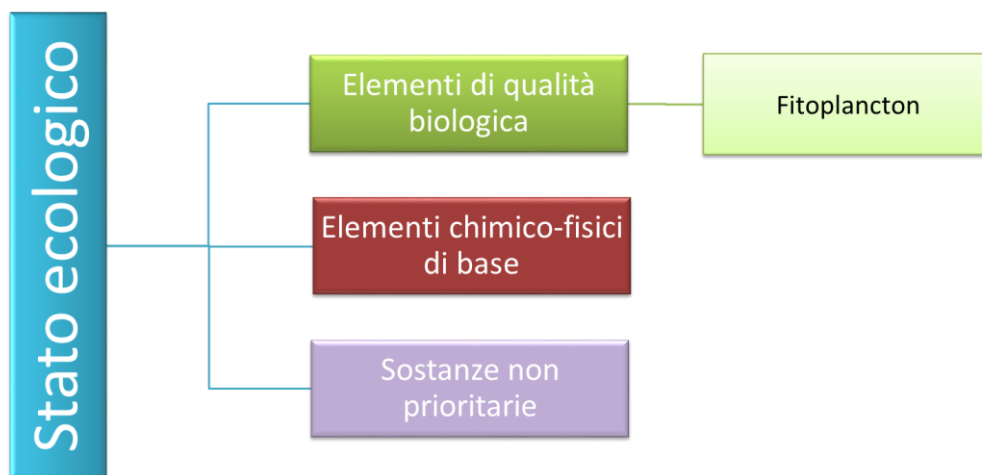 Stato ecologico
Elementi di qualità
biologica
Fitoplancton
Elementi chimico-fisici
di base
Sostanze non
prioritarie